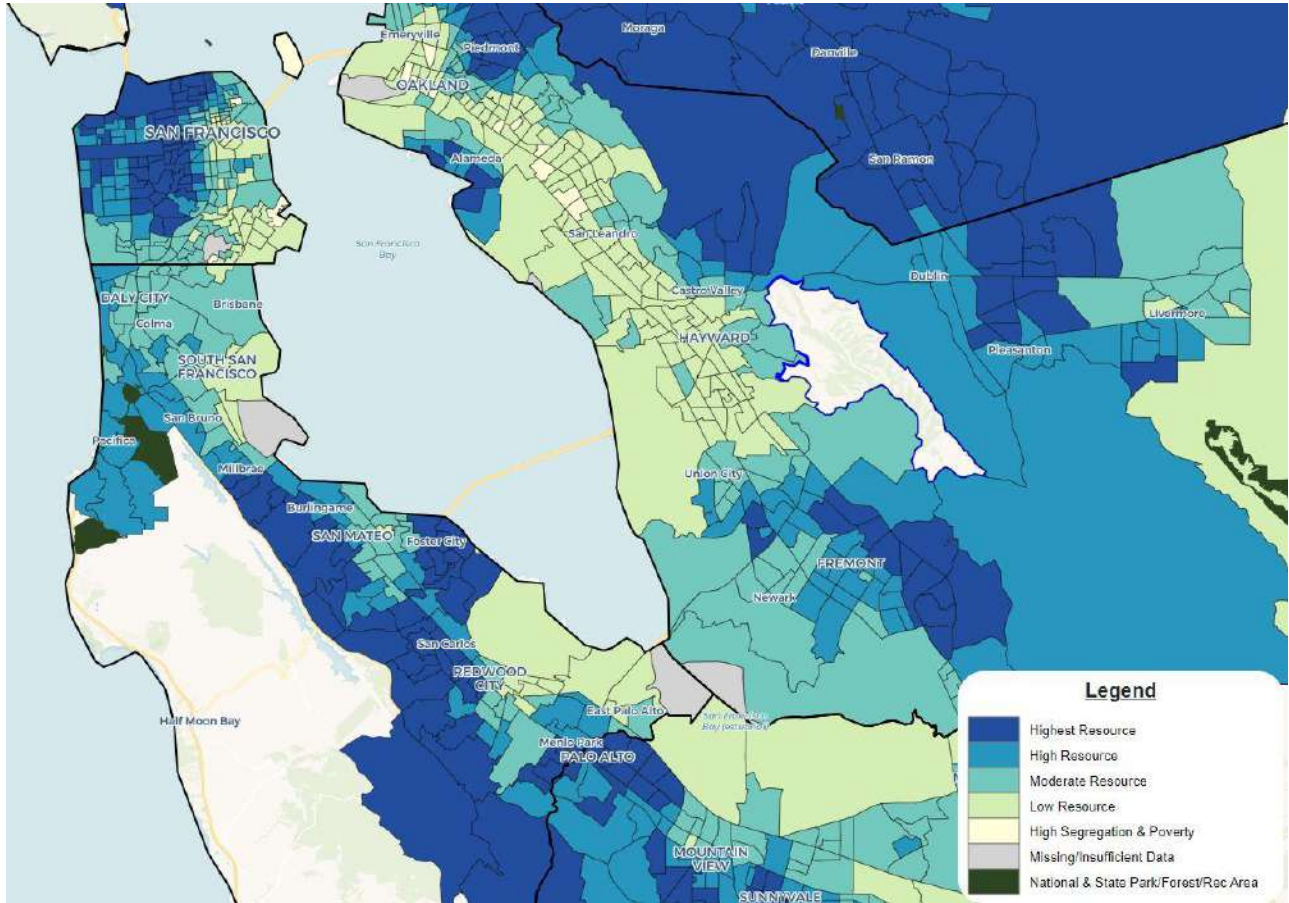 Emeryville
Piedmont
Moraga
Danville
OAKLAND
SAN FRANCISCO
Alameda
San Ramon
San Leandro
San Francisco
Bay
Dublin
DALY CITY
Brisbane
Castro Valley
Colma
HAYWARD
Livermore
Pleasanton
SOUTH SAN
FRANCISCO
San Bruno
Pacifica
Millbrae
Union City
Burlingame
SAN MATEO
Foster City
FREMONT
Newark
San Carlos
REDWOOD
CITY
East Palo Alto
Half Moon Bay
Menlo Park
PALO ALTO
MOUNTAIN
VIEW
SUNNYVALE
Legend
Highest Resource
High Resource
Moderate Resource
Low Resource
High Segregation & Poverty
Missing/Insufficient Data
National & State Park/Forest/Rec Area